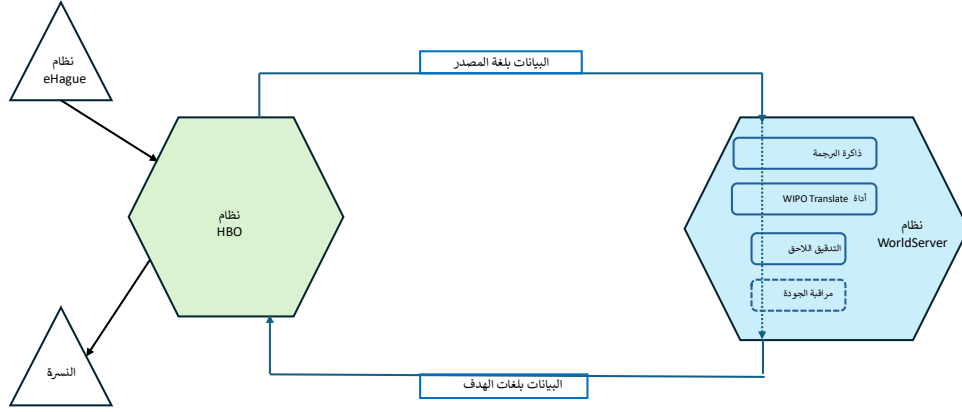 نظام
eHague
البيانات بلغة المصدر
ذاكرة الترجمة
أداة WIPO Translate
نظام
HBO
نظام
WorldServer
التدقيق اللاحق
مراقبة الجودة
النسرة
البيانات بلغات الهدف